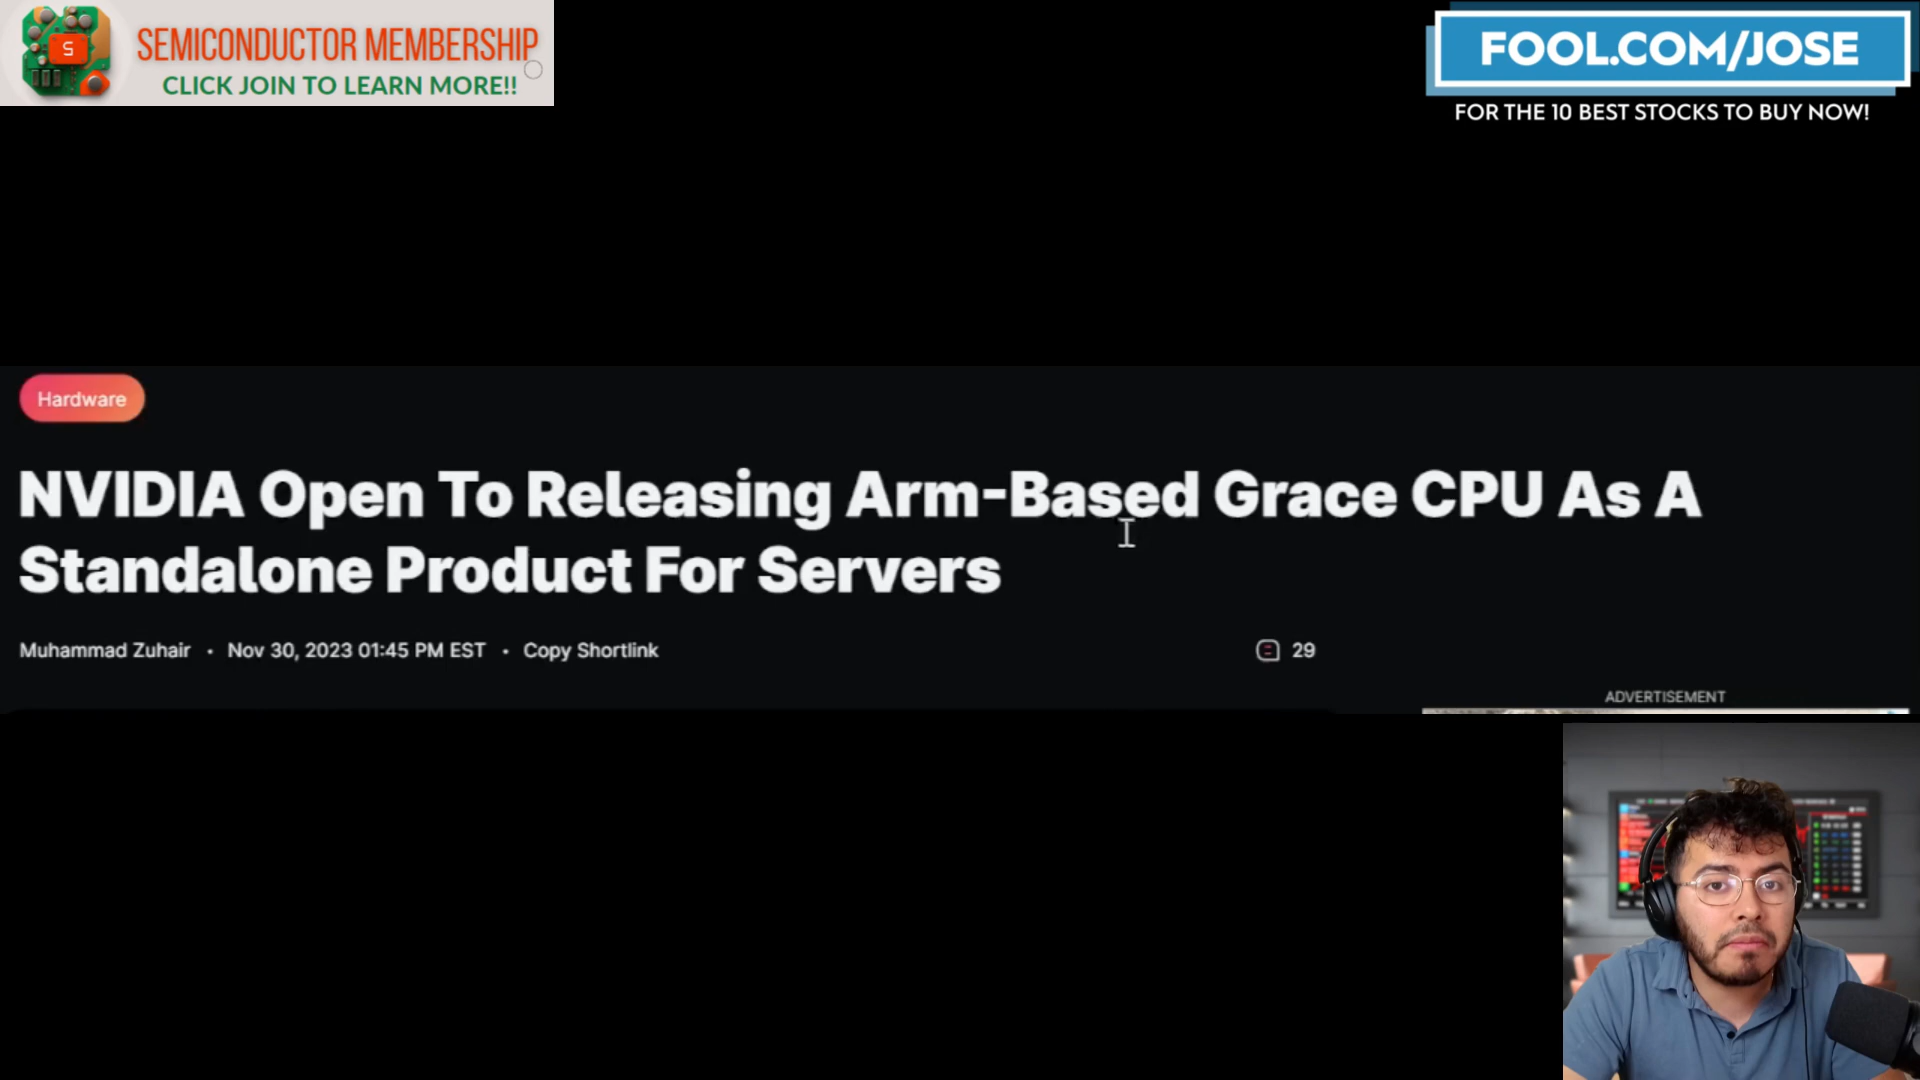 S
SEMICONDUCTOR MEMBERSHIP
CLICK JOIN TO LEARN MORE!!
FOOL.COM/JOSE
FOR THE 10 BEST STOCKS TO BUY NOW!
Hardware
NVIDIA Open To Releasing Arm-Based Grace CPU As A
Standalone Product For Servers
Muhammad Zuhair • Nov 30, 2023 01:45 PM EST • Copy Shortlink
29
ADVERTISEMENT